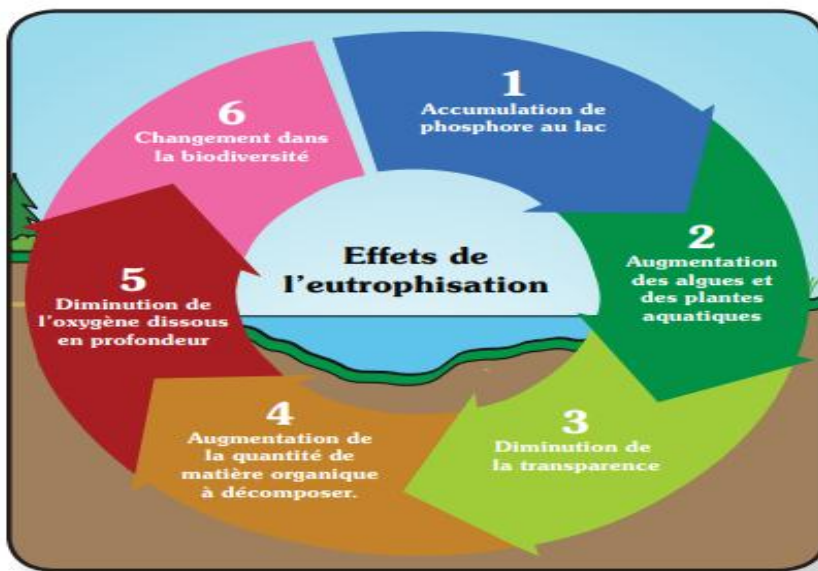 Effets de
l'eutrophisation
1
Accumulation de
phosphore au lac
2
Augmentation
des algues et
des plantes
aquatiques
3
Diminution de
la transparence
4
Augmentation de
la quantité de
matière organique
à décomposer.
5
Diminution de
l'oxygène dissous
en profondeur
6
Changement dans
la biodiversité